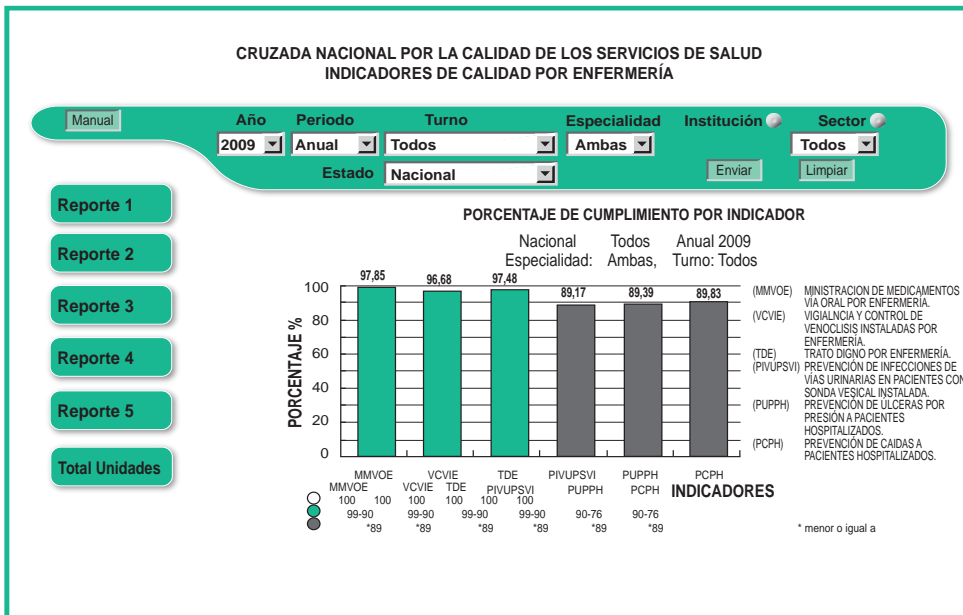 CRUZADA NACIONAL POR LA CALIDAD DE LOS SERVICIOS DE SALUD
INDICADORES DE CALIDAD POR ENFERMERÍA
Manual
Año Periodo Turno Especialidad Institución Sector
2009 Anual Todos Ambas Todos
Estado Nacional Enviar Limpiar
Reporte 1
Reporte 2
Reporte 3
Reporte 4
Reporte 5
Total Unidades
PORCENTAJE DE CUMPLIMIENTO POR INDICADOR
Nacional Todos Anual 2009
Especialidad: Ambas, Turno: Todos
97,85 96,68 97,48 89,17 89,39 89,83
PORCENTAJE %
100
80
60
40
20
0
(MMVOE) MINISTRACION DE MEDICAMENTOS
VÍA ORAL POR ENFERMERÍA.
(VCVIE) VIGIALNCIA Y CONTROL DE
VENOCLISIS INSTALADAS POR
ENFERMERÍA.
(TDE) TRATO DIGNO POR ENFERMERÍA.
(PIVUPSVI) PREVENCIÓN DE INFECCIONES DE
VÍAS URINARIAS EN PACIENTES CON
SONDA VESICAL INSTALADA.
(PUPPH) PREVENCIÓN DE ÚLCERAS POR
PRESIÓN A PACIENTES
HOSPITALIZADOS.
(PCPH) PREVENCIÓN DE CAIDAS A
PACIENTES HOSPITALIZADOS.
MMVOE VCVIE TDE PIVUPSVI PUPPH PCPH
MMVOE VCVIE TDE PIVUPSVI PUPPH PCPH INDICADORES
100 100 100 100 100 100
99-90 99-90 99-90 99-90 90-76 90-76
*89 *89 *89 *89 *89 *89 * menor o igual a